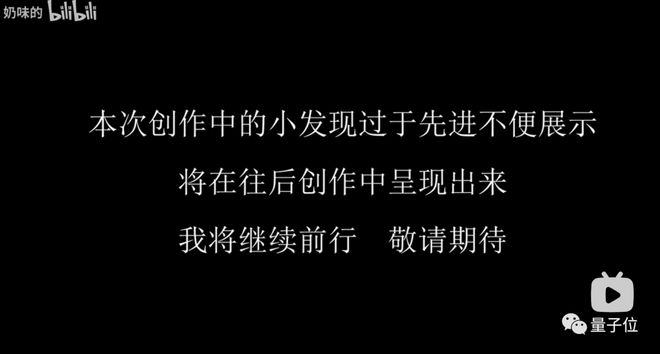 奶味的 bilibili
本次创作中的小发现过于先进不便展示
将在往后创作中呈现出来
我将继续前行 敬请期待
量子位